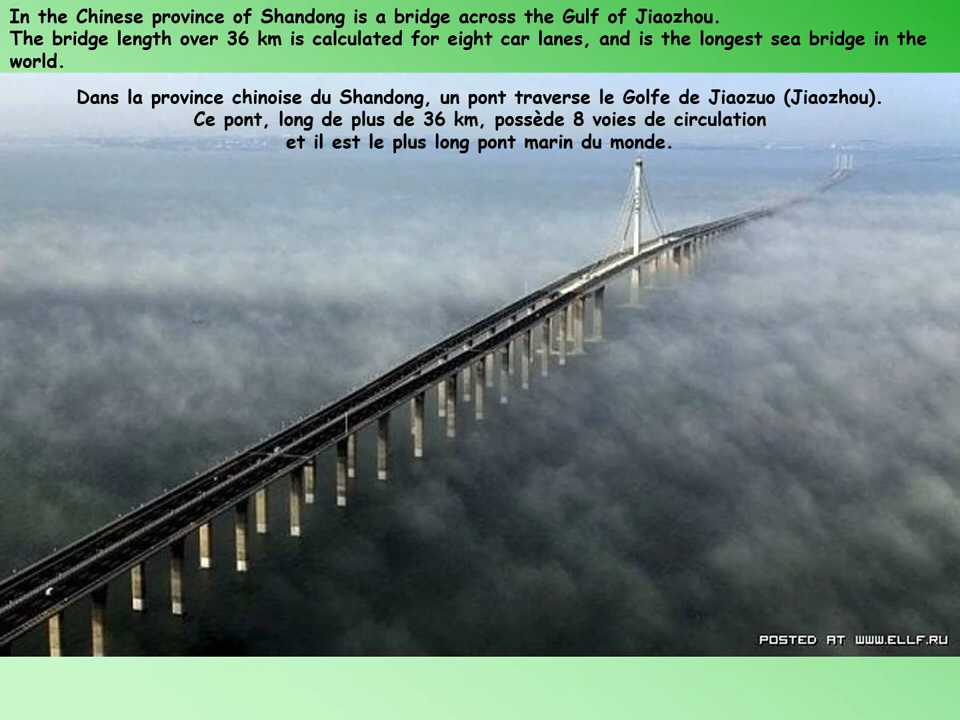 In the Chinese province of Shandong is a bridge across the Gulf of Jiaozhou.
The bridge length over 36 km is calculated for eight car lanes, and is the longest sea bridge in the
world.
Dans la province chinoise du Shandong, un pont traverse le Golfe de Jiaozuo (Jiaozhou).
Ce pont, long de plus de 36 km, possède 8 voies de circulation
et il est le plus long pont marin du monde.
POSTED AT WWW.ELLF.RU